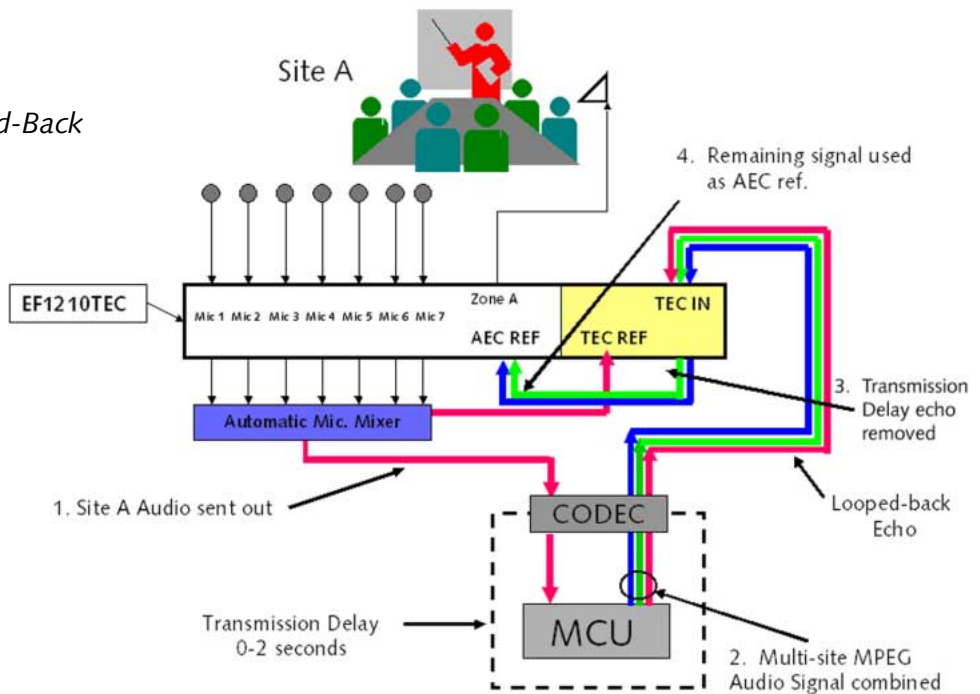 Site A
d-Back
4. Remaining signal used
as AEC ref.
EF1210TEC
Mic 1 Mic 2 Mic 3 Mic 4 Mic 5 Mic 6 Mic 7
Zone A
TEC IN
AEC REF
TEC REF
3. Transmission
Delay echo
removed
Automatic Mic. Mixer
1. Site A Audio sent out
Looped-back
Echo
CODEC
Transmission Delay
0-2 seconds
MCU
2. Multi-site MPEG
Audio Signal combined